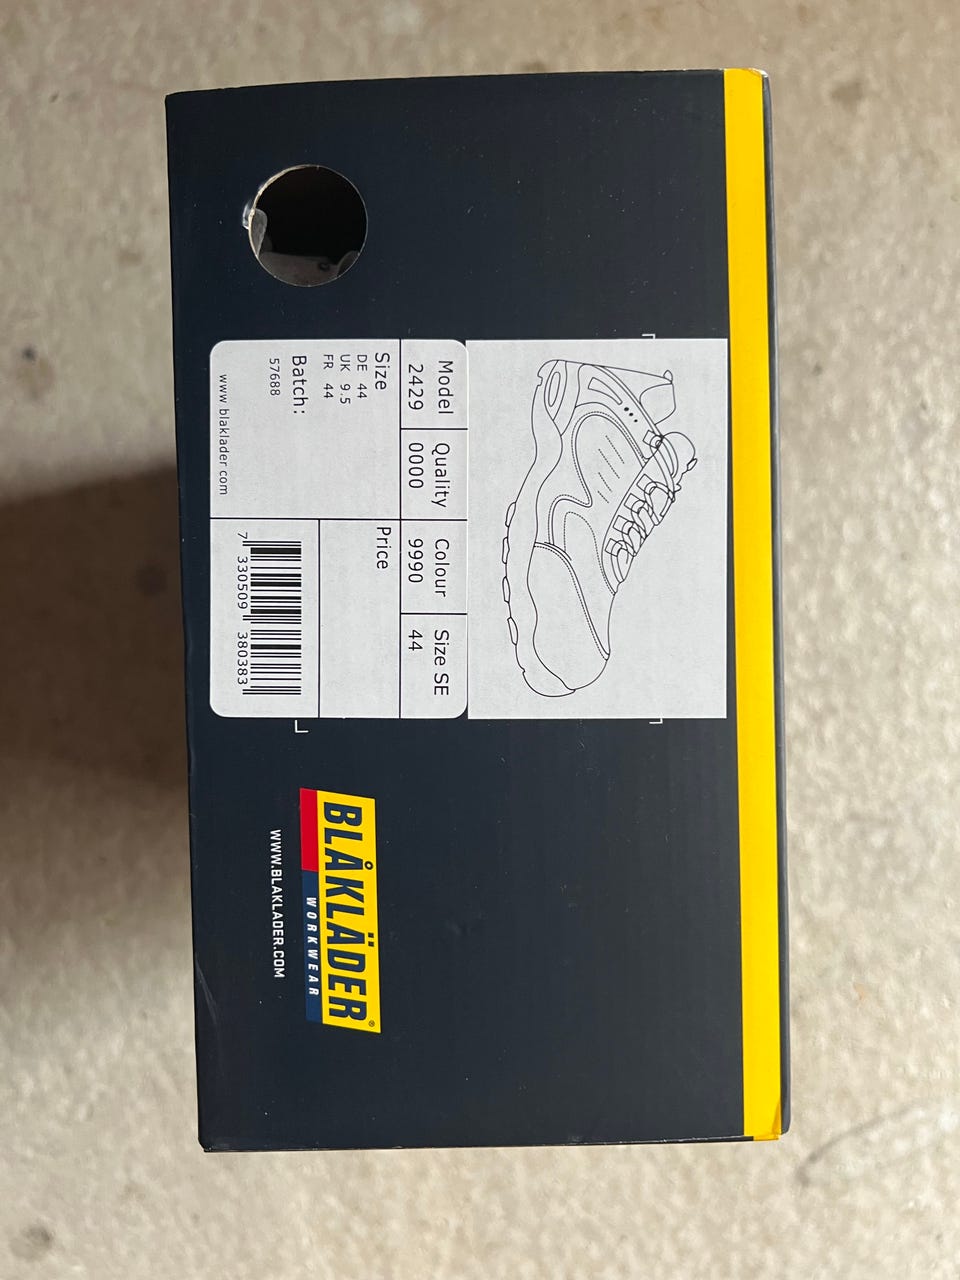 Model Quality Colour Size SE
2429 0000 9990 44
Size
DE 44
UK 9.5
FR 44
Price
Batch:
57688
www.blaklader.com
7 330509 380383
BLÅKLÄDER®
WORKWEAR
WWW.BLAKLADER.COM